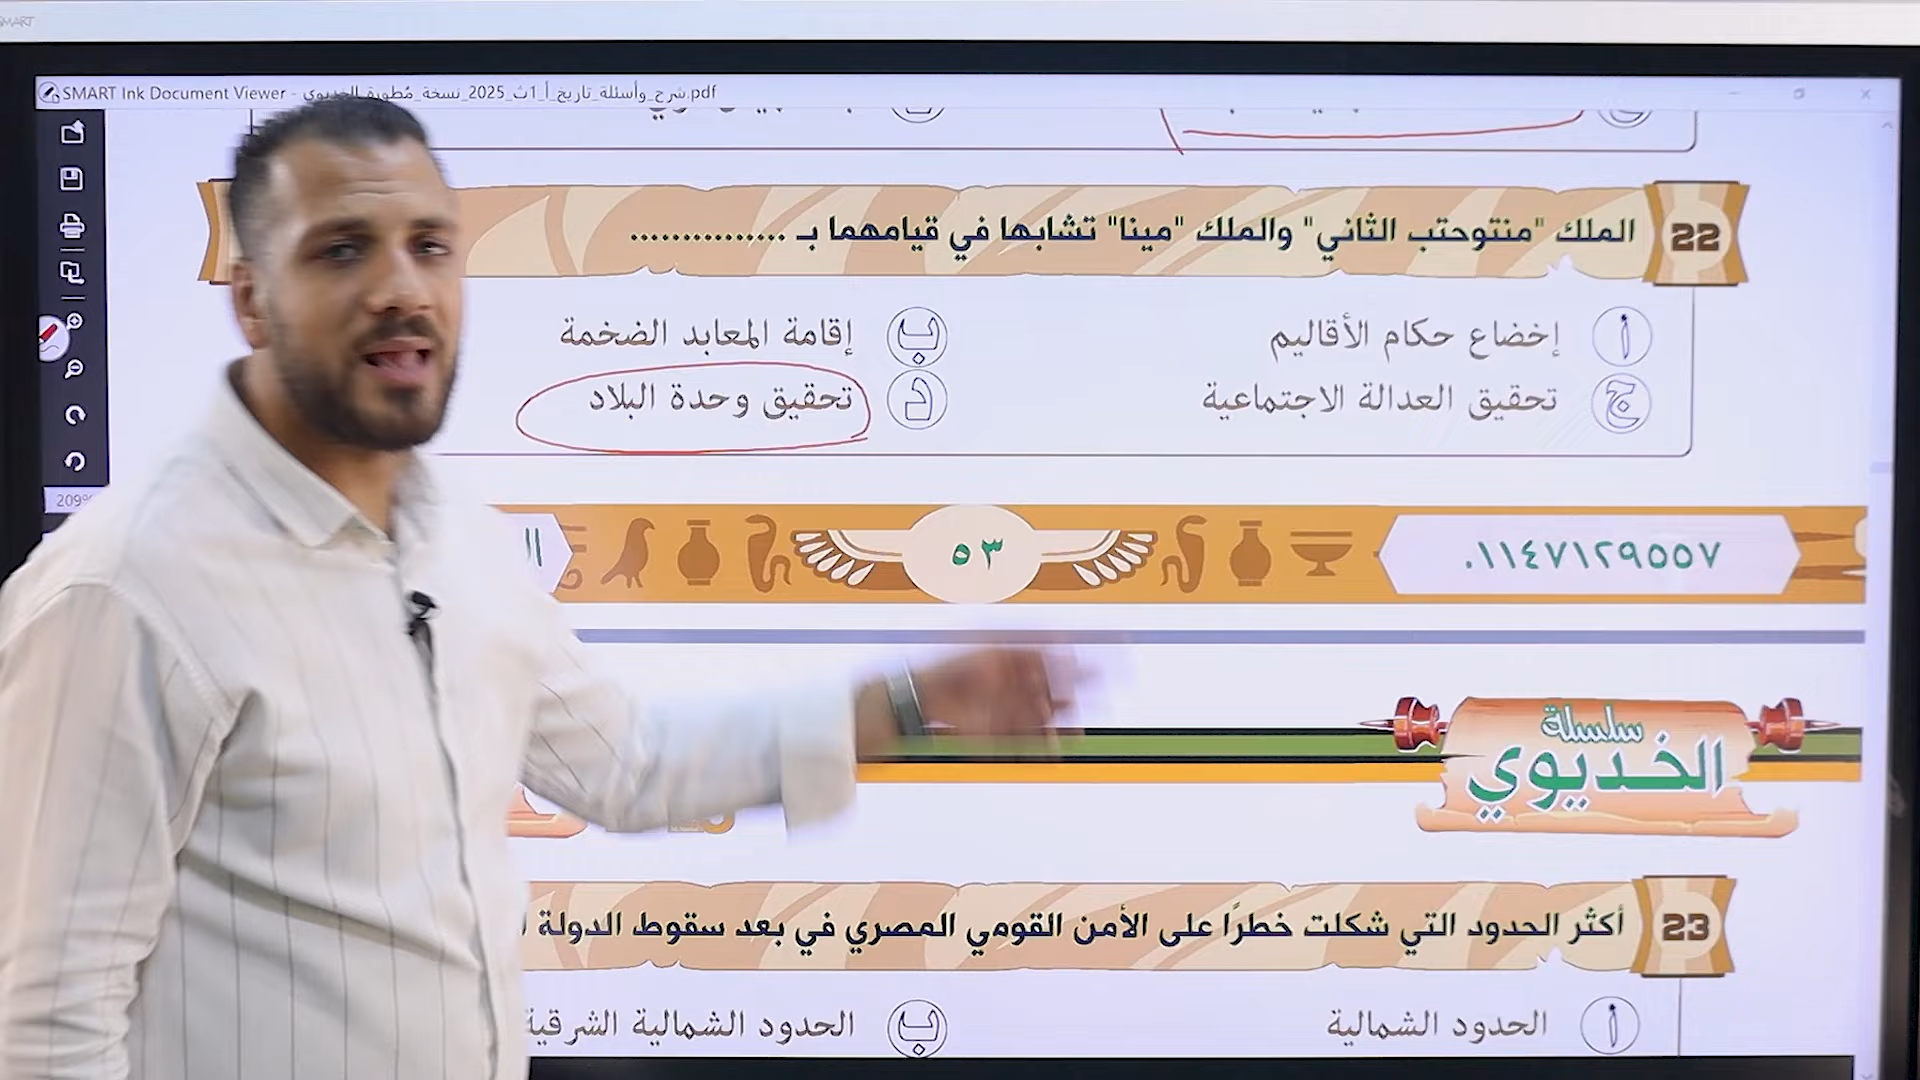 SMART
SMART Ink Document Viewer - شرح_وأسئلة_تاريخ_أ_1ث_2025_نسخة_مُطورة_الخديوي.pdf
22 الملك "منتوحتب الثاني" والملك "مينا" تشابها في قيامهما بـ ...............
أ إخضاع حكام الأقاليم ب إقامة المعابد الضخمة
ج تحقيق العدالة الاجتماعية د تحقيق وحدة البلاد
209%
٠١١٤٧١٢٩٥٥٧ ٥٣
سلسلة
الخديوي
23 أكثر الحدود التي شكلت خطرًا على الأمن القومي المصري في بعد سقوط الدولة
أ الحدود الشمالية ب الحدود الشمالية الشرقية